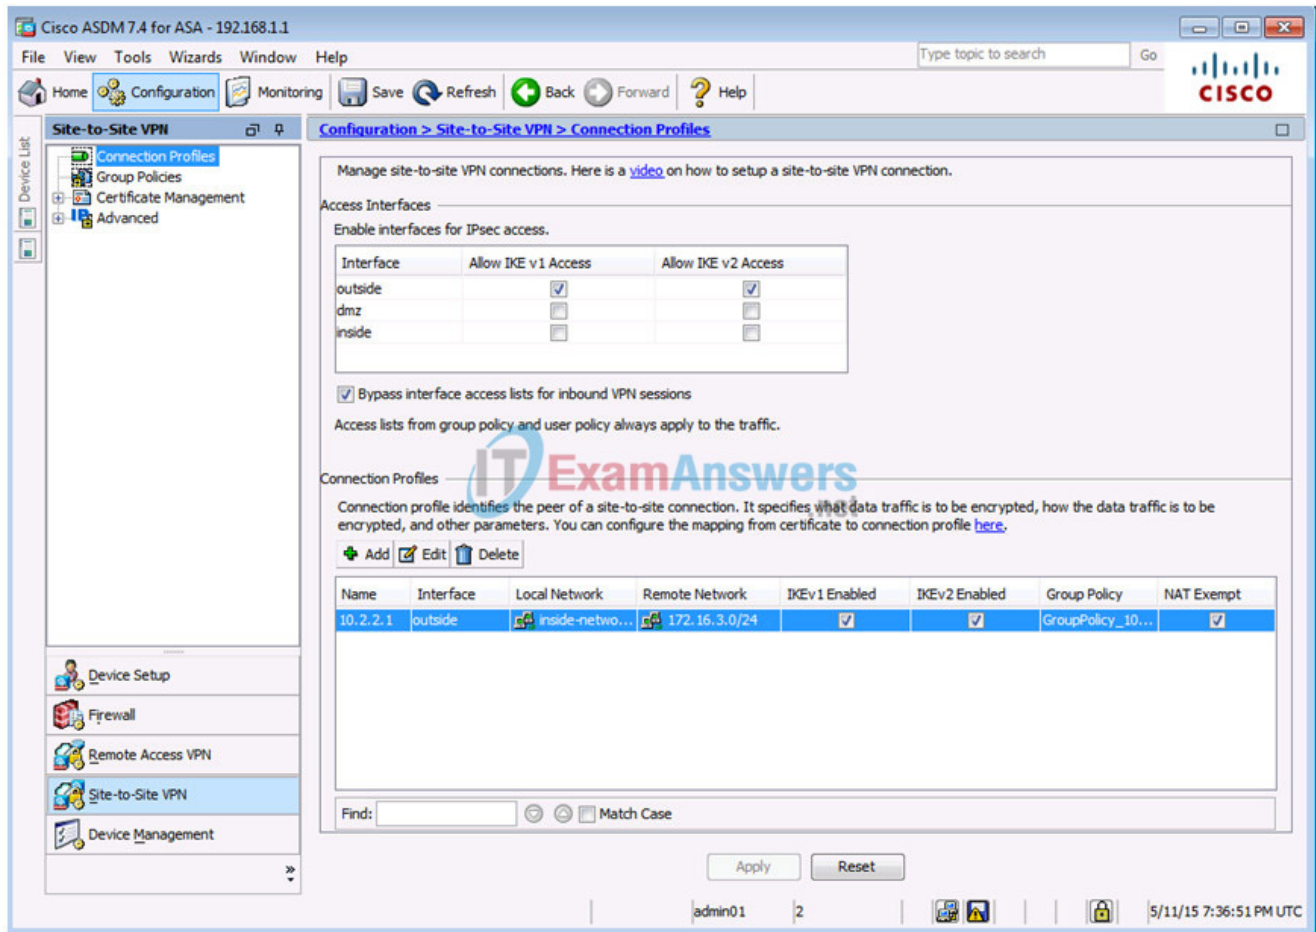 Cisco ASDM 7.4 for ASA - 192.168.1.1
File View Tools Wizards Window Help
Type topic to search Go
Home Configuration Monitoring Save Refresh Back Forward Help
CISCO
Device List
Site-to-Site VPN
Connection Profiles
Group Policies
Certificate Management
Advanced
Device Setup
Firewall
Remote Access VPN
Site-to-Site VPN
Device Management
Configuration > Site-to-Site VPN > Connection Profiles
Manage site-to-site VPN connections. Here is a video on how to setup a site-to-site VPN connection.
Access Interfaces
Enable interfaces for IPsec access.
Interface Allow IKE v1 Access Allow IKE v2 Access
outside
dmz
inside
Bypass interface access lists for inbound VPN sessions
Access lists from group policy and user policy always apply to the traffic.
ITExamAnswers
.net
Connection Profiles
Connection profile identifies the peer of a site-to-site connection. It specifies what data traffic is to be encrypted, how the data traffic is to be
encrypted, and other parameters. You can configure the mapping from certificate to connection profile here.
Add Edit Delete
Name Interface Local Network Remote Network IKEv1 Enabled IKEv2 Enabled Group Policy NAT Exempt
10.2.2.1 outside inside-netwo... 172.16.3.0/24 GroupPolicy_10...
Find: Match Case
Apply Reset
admin01 2 5/11/15 7:36:51 PM UTC